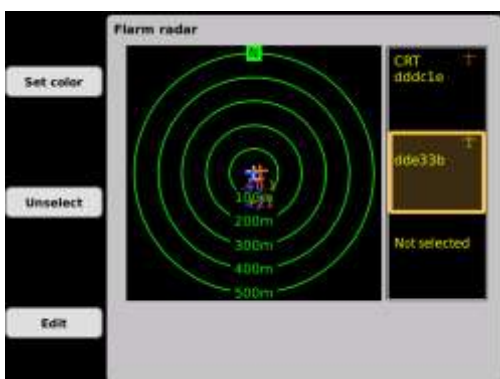 Flarm radar
Set color
Unselect
Edit
N
100m
200m
300m
400m
500m
CRT
dddc1e
dde33b
Not selected